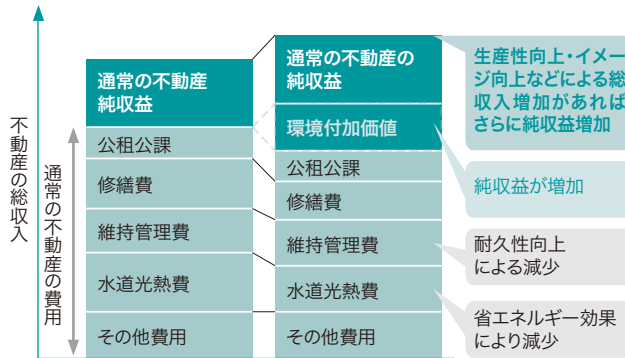 不動産の総収入
通常の不動産の費用
通常の不動産
純収益
公租公課
修繕費
維持管理費
水道光熱費
その他費用
通常の不動産の
純収益
環境付加価値
公租公課
修繕費
維持管理費
水道光熱費
その他費用
生産性向上・イメー
ジ向上などによる総
収入増加があれば
さらに純収益増加
純収益が増加
耐久性向上
による減少
省エネルギー効果
により減少